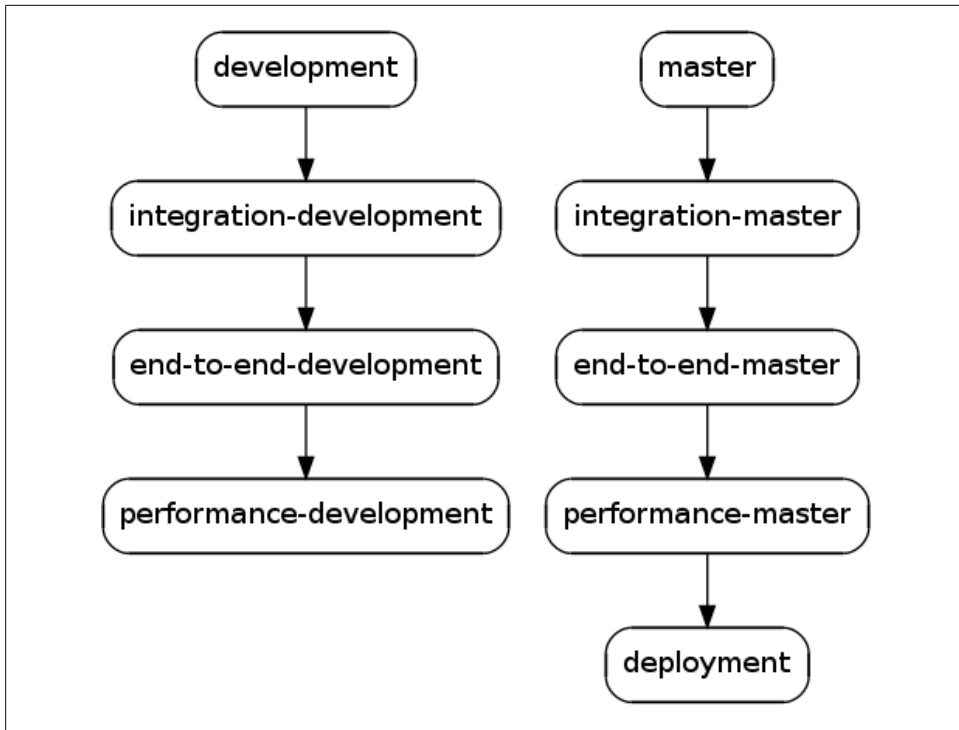 development
master
integration-development
integration-master
end-to-end-development
end-to-end-master
performance-development
performance-master
deployment